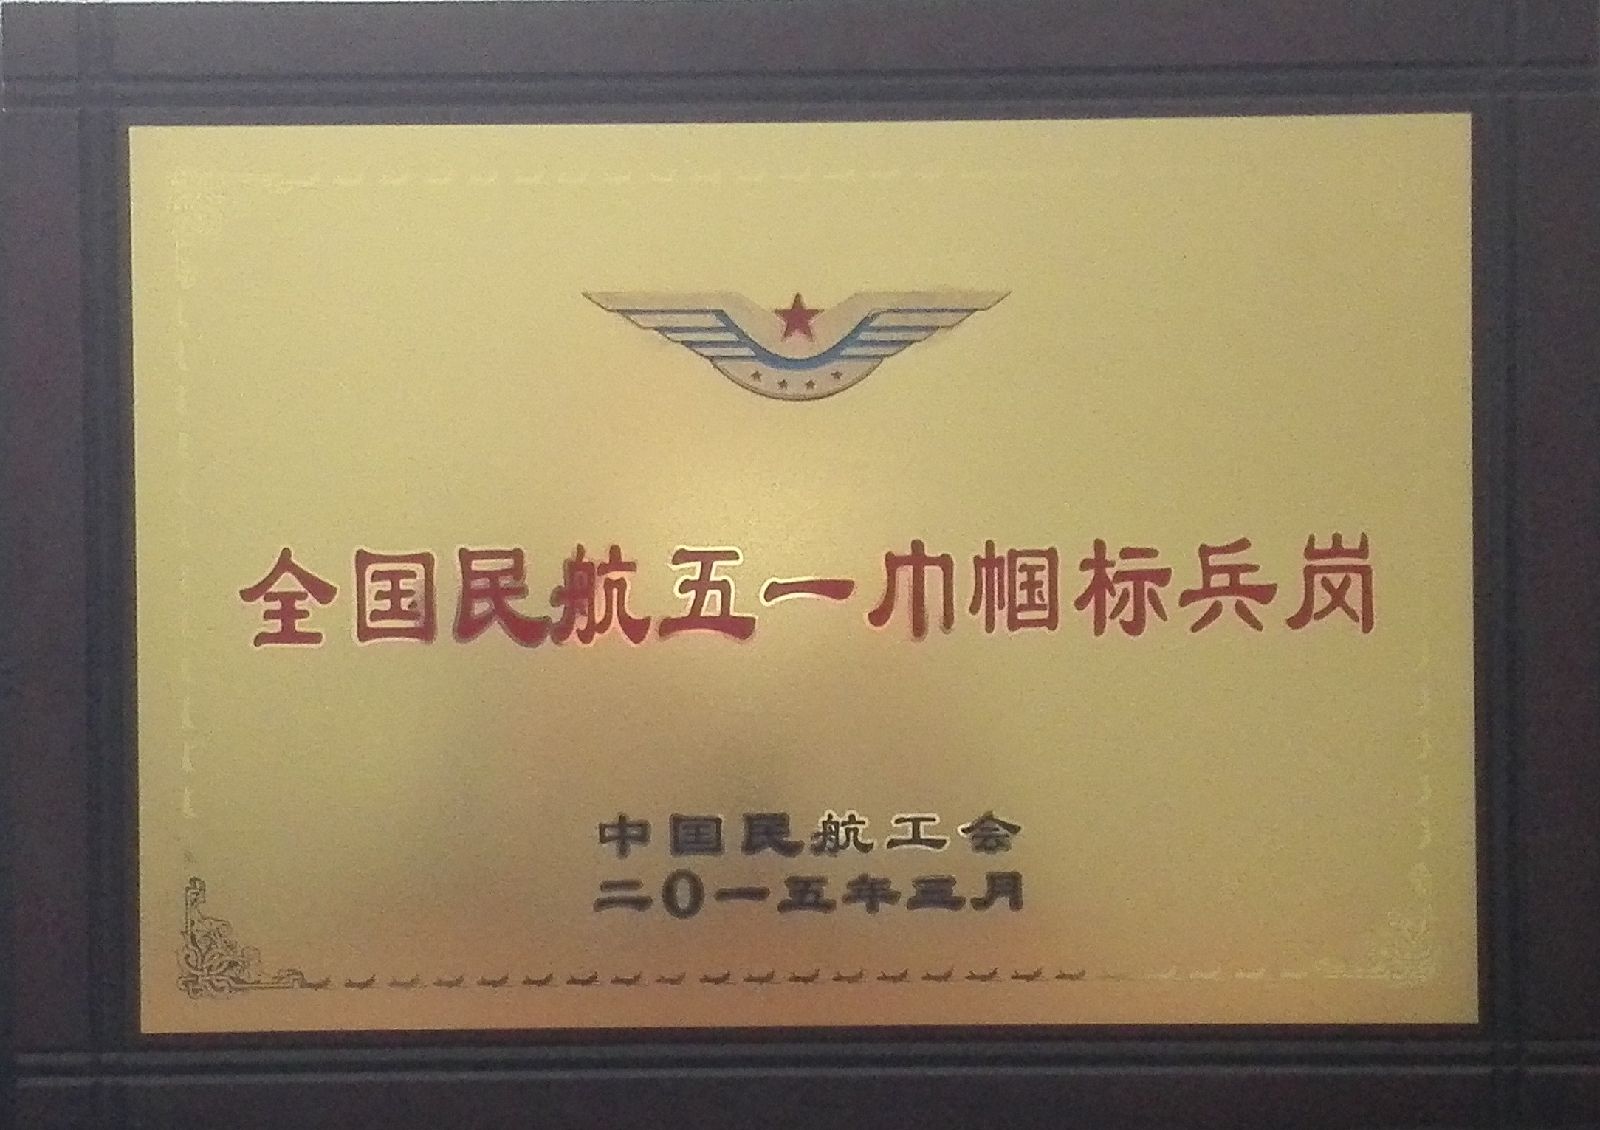 全国民航五一巾帼标兵岗
中国民航工会
二0一五年三月